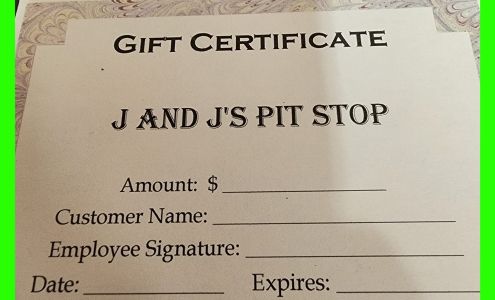 GIFT CERTIFICATE
J AND J'S PIT STOP
Amount: $
Customer Name:
Employee Signature:
Date: Expires: